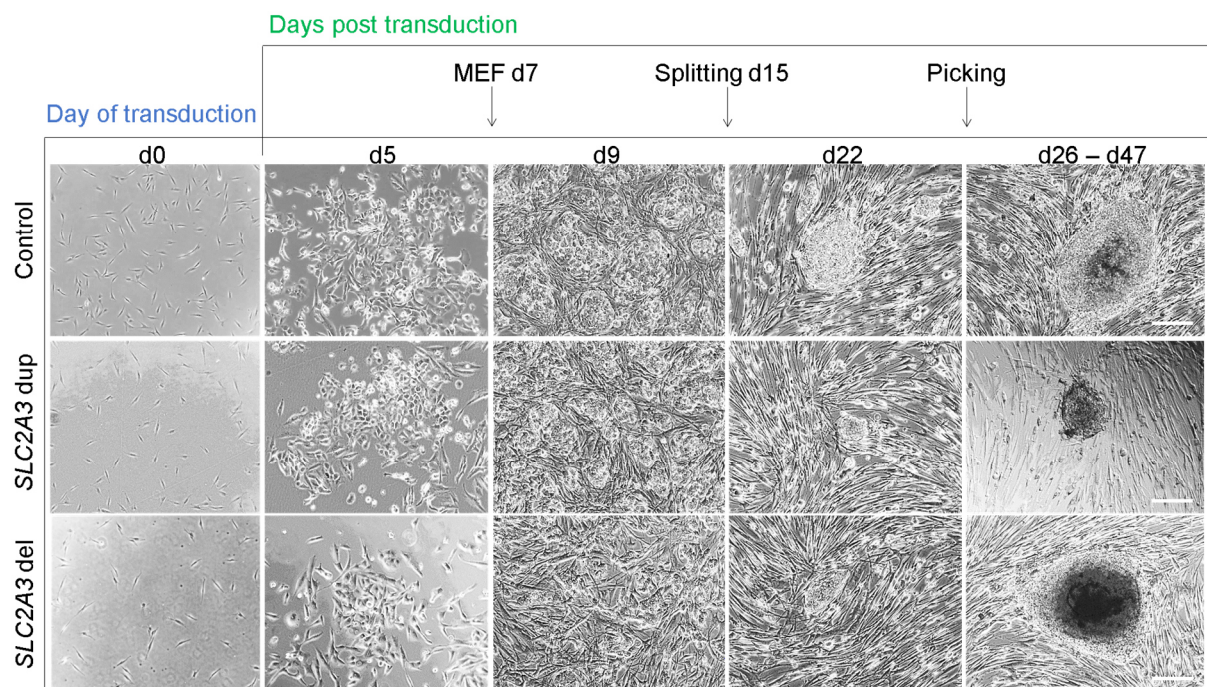 Days post transduction
MEF d7 Splitting d15 Picking
Day of transduction
d0 d5 d9 d22 d26 – d47
Control
SLC2A3 dup
SLC2A3 del